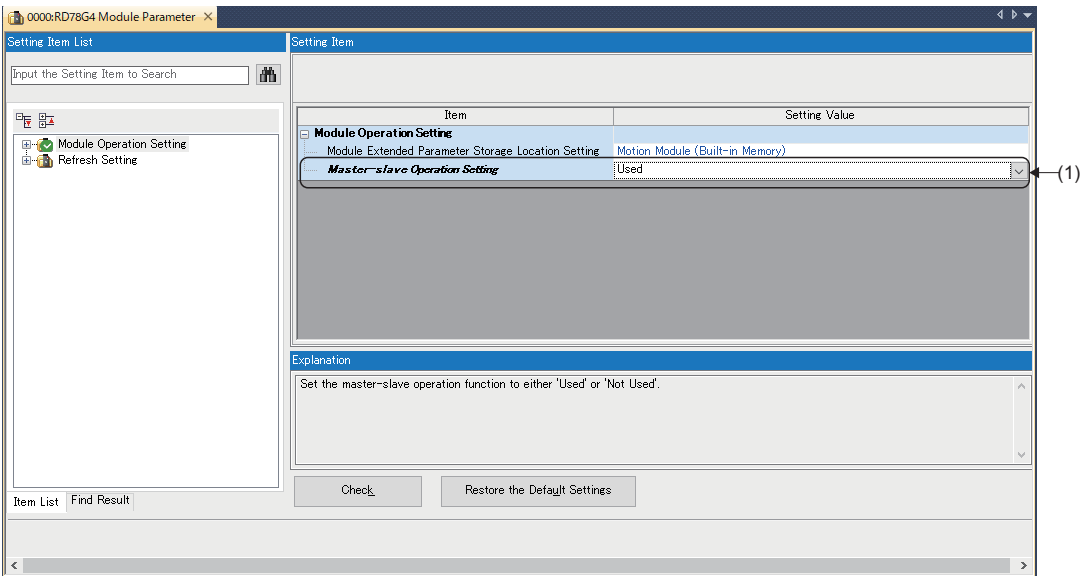 0000:RD78G4 Module Parameter
Setting Item List
Input the Setting Item to Search
Module Operation Setting
Refresh Setting
Item List Find Result
Setting Item
Item Setting Value
Module Operation Setting
Module Extended Parameter Storage Location Setting Motion Module (Built-in Memory)
Master-slave Operation Setting Used
(1)
Explanation
Set the master-slave operation function to either 'Used' or 'Not Used'.
Check Restore the Default Settings